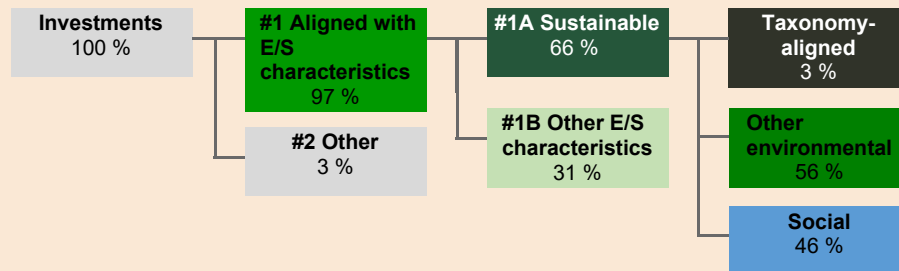 Investments
100 %
#1 Aligned with
E/S
characteristics
97 %
#2 Other
3 %
#1A Sustainable
66 %
#1B Other E/S
characteristics
31 %
Taxonomy-
aligned
3 %
Other
environmental
56 %
Social
46 %